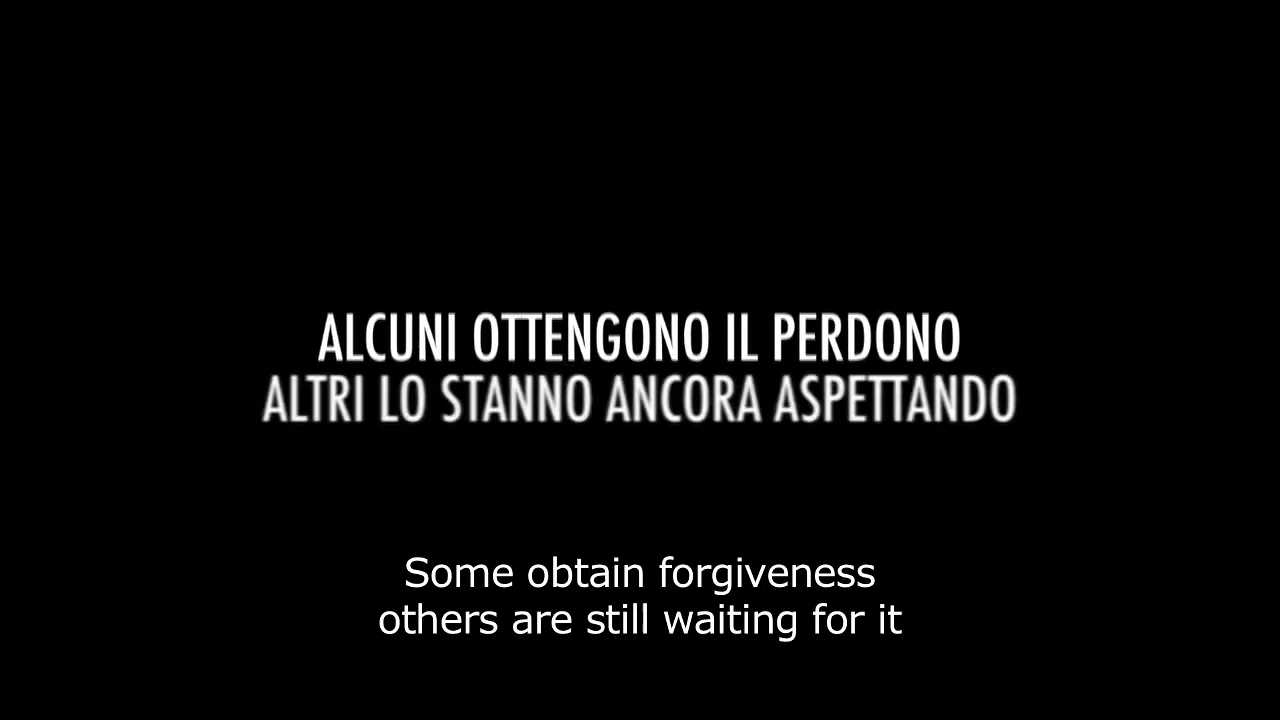 ALCUNI OTTENGONO IL PERDONO
ALTRI LO STANNO ANCORA ASPETTANDO
Some obtain forgiveness
others are still waiting for it